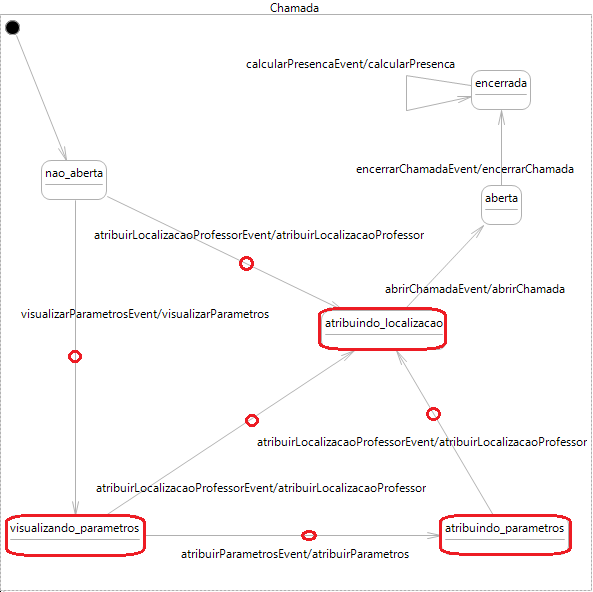 Chamada
calcularPresencaEvent/calcularPresenca
encerrada
encerrarChamadaEvent/encerrarChamada
nao_aberta
aberta
atribuirLocalizacaoProfessorEvent/atribuirLocalizacaoProfessor
abrirChamadaEvent/abrirChamada
visualizarParametrosEvent/visualizarParametros
atribuindo_localizacao
atribuirLocalizacaoProfessorEvent/atribuirLocalizacaoProfessor
atribuirLocalizacaoProfessorEvent/atribuirLocalizacaoProfessor
visualizando_parametros
atribuindo_parametros
atribuirParametrosEvent/atribuirParametros